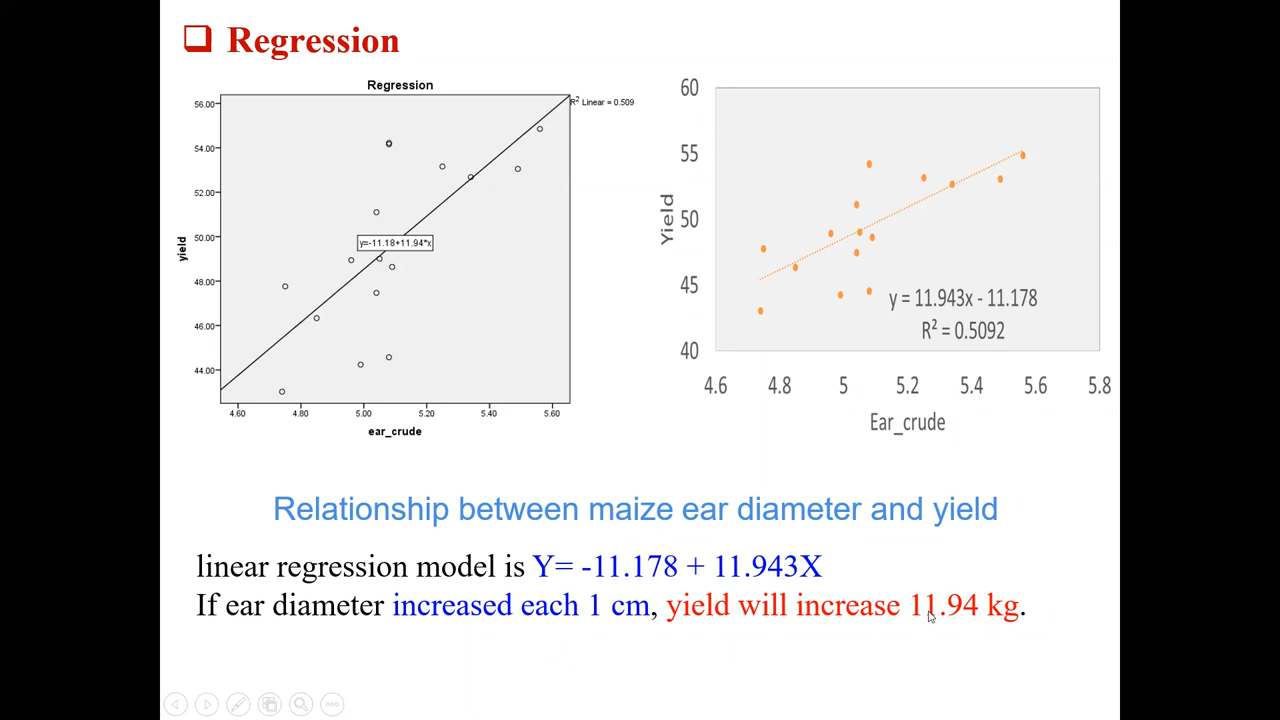 Regression
Regression
R² Linear = 0.509
56.00
54.00
52.00
50.00
48.00
46.00
44.00
yield
y=-11.18+11.94*x
4.60 4.80 5.00 5.20 5.40 5.60
ear_crude
60
55
50
45
40
Yield
y = 11.943x - 11.178
R² = 0.5092
4.6 4.8 5 5.2 5.4 5.6 5.8
Ear_crude
Relationship between maize ear diameter and yield
linear regression model is Y= -11.178 + 11.943X
If ear diameter increased each 1 cm, yield will increase 11.94 kg.